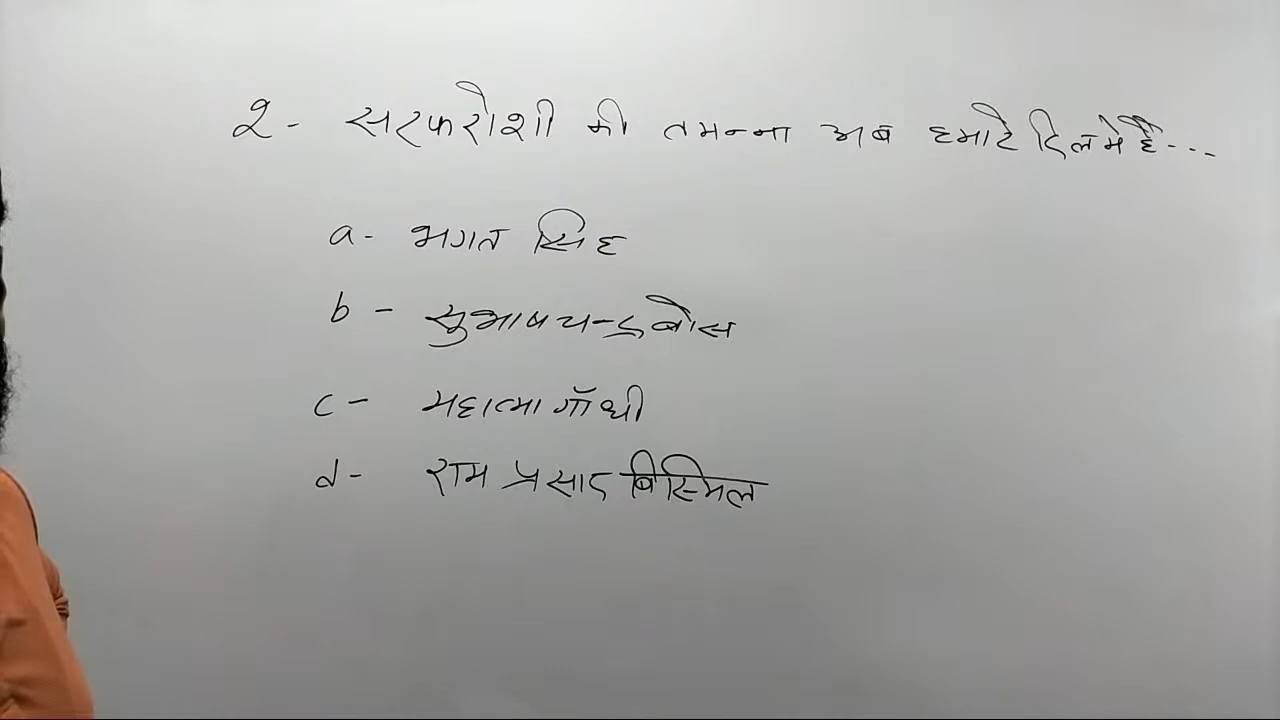 2- सरफरोशी की तमन्ना अब हमारे दिल में है---
a- भगत सिंह
b- सुभाष चन्द्र बोस
c- महात्मा गाँधी
d- राम प्रसाद बिस्मिल